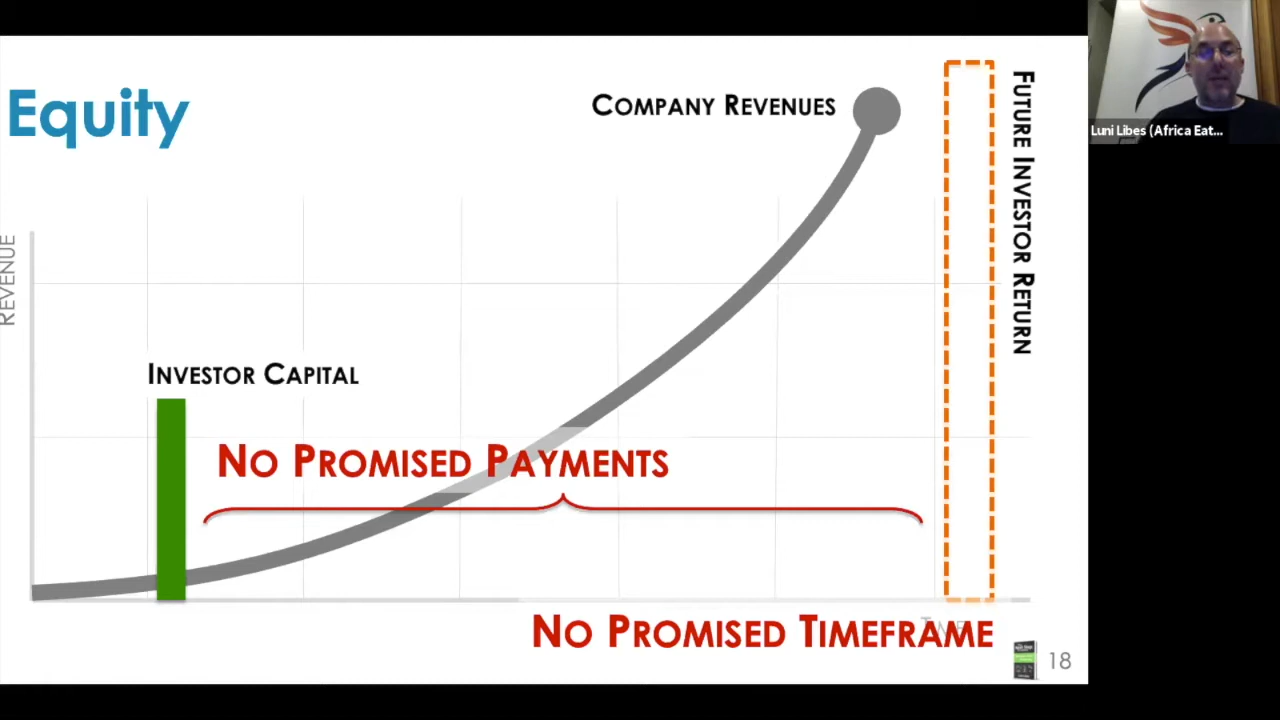 Equity
COMPANY REVENUES
FUTURE INVESTOR RETURN
Luni Libes (Africa Eat...
REVENUE
INVESTOR CAPITAL
NO PROMISED PAYMENTS
NO PROMISED TIMEFRAME
18